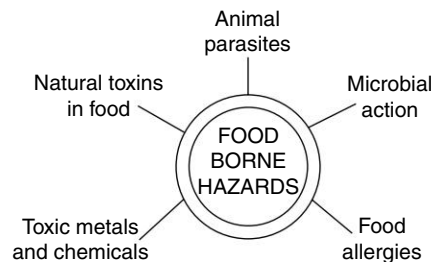 Animal
parasites
Natural toxins
in food
Microbial
action
FOOD
BORNE
HAZARDS
Toxic metals
and chemicals
Food
allergies